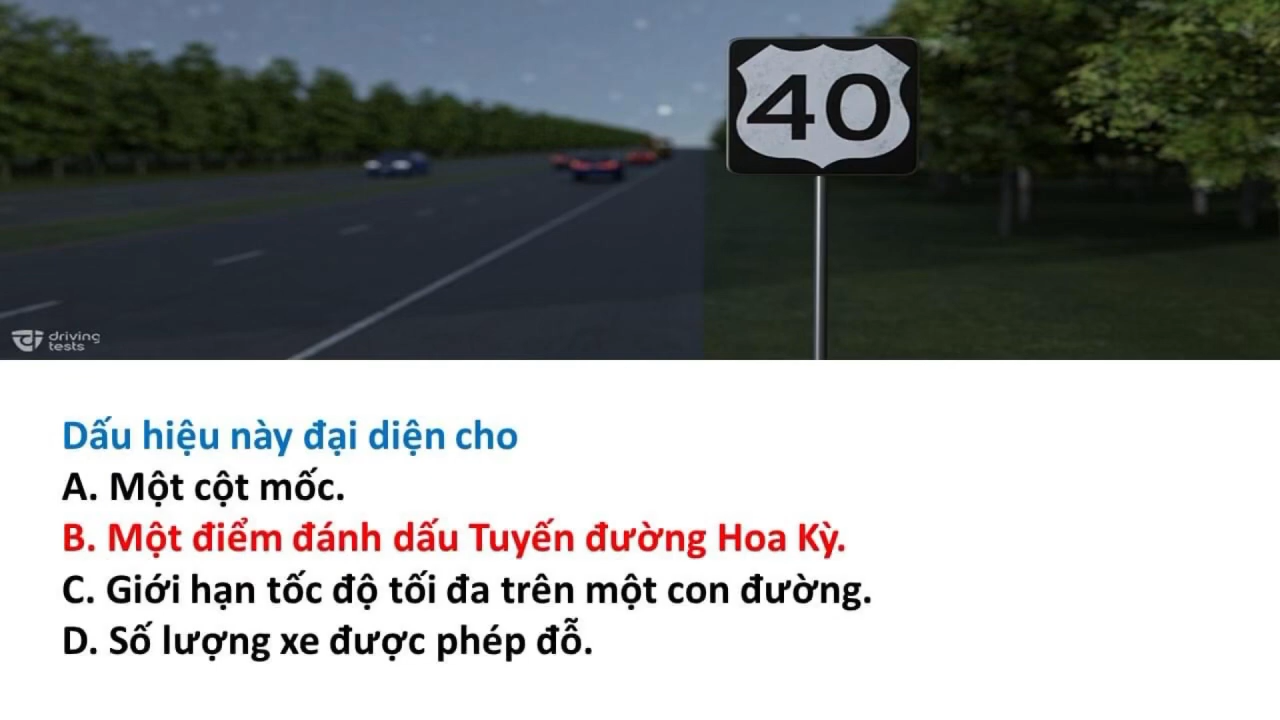 40
driving
tests
Dấu hiệu này đại diện cho
A. Một cột mốc.
B. Một điểm đánh dấu Tuyến đường Hoa Kỳ.
C. Giới hạn tốc độ tối đa trên một con đường.
D. Số lượng xe được phép đỗ.